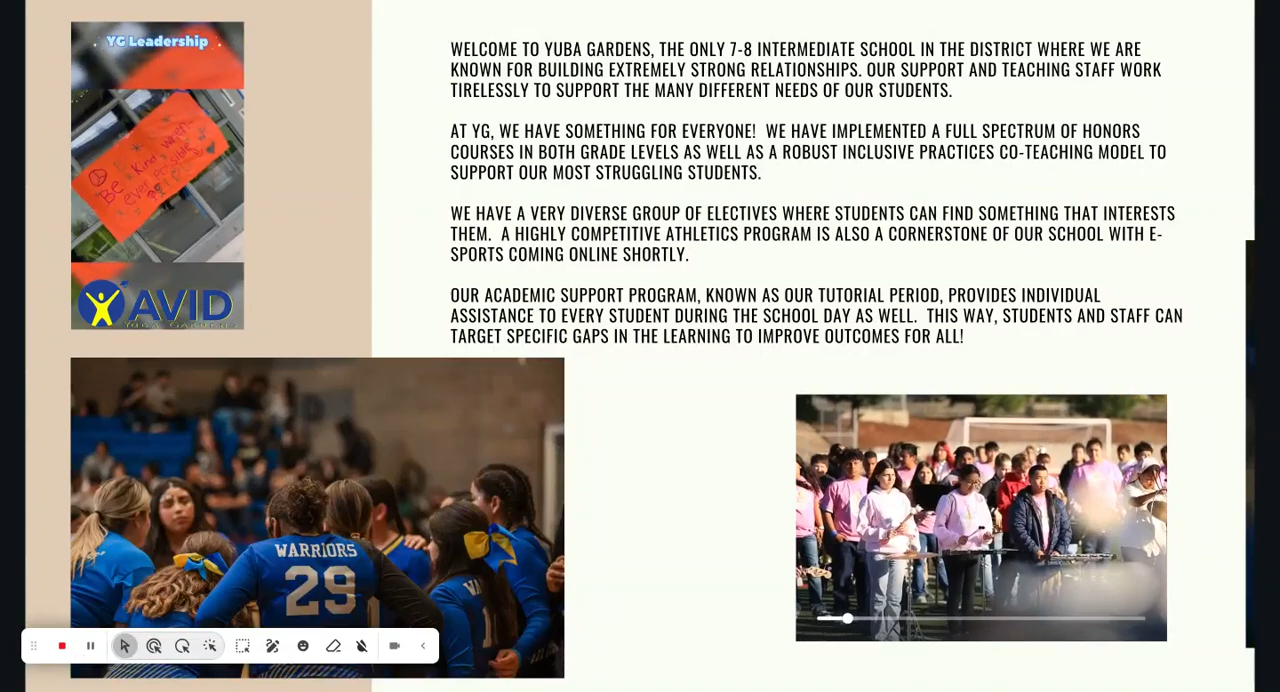 YG Leadership
Be Kind When
ever possible
AVID
YUBA GARDENS
WELCOME TO YUBA GARDENS, THE ONLY 7-8 INTERMEDIATE SCHOOL IN THE DISTRICT WHERE WE ARE
KNOWN FOR BUILDING EXTREMELY STRONG RELATIONSHIPS. OUR SUPPORT AND TEACHING STAFF WORK
TIRELESSLY TO SUPPORT THE MANY DIFFERENT NEEDS OF OUR STUDENTS.
AT YG, WE HAVE SOMETHING FOR EVERYONE!  WE HAVE IMPLEMENTED A FULL SPECTRUM OF HONORS
COURSES IN BOTH GRADE LEVELS AS WELL AS A ROBUST INCLUSIVE PRACTICES CO-TEACHING MODEL TO
SUPPORT OUR MOST STRUGGLING STUDENTS.
WE HAVE A VERY DIVERSE GROUP OF ELECTIVES WHERE STUDENTS CAN FIND SOMETHING THAT INTERESTS
THEM.  A HIGHLY COMPETITIVE ATHLETICS PROGRAM IS ALSO A CORNERSTONE OF OUR SCHOOL WITH E-
SPORTS COMING ONLINE SHORTLY.
OUR ACADEMIC SUPPORT PROGRAM, KNOWN AS OUR TUTORIAL PERIOD, PROVIDES INDIVIDUAL
ASSISTANCE TO EVERY STUDENT DURING THE SCHOOL DAY AS WELL.  THIS WAY, STUDENTS AND STAFF CAN
TARGET SPECIFIC GAPS IN THE LEARNING TO IMPROVE OUTCOMES FOR ALL!
WARRIORS
29